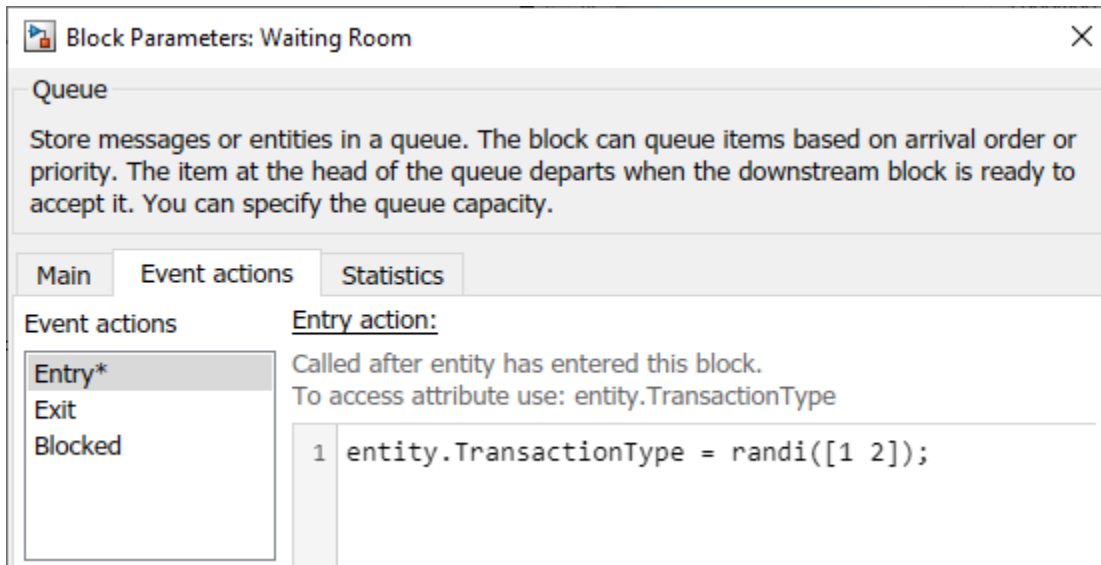 Block Parameters: Waiting Room
Queue
Store messages or entities in a queue. The block can queue items based on arrival order or
priority. The item at the head of the queue departs when the downstream block is ready to
accept it. You can specify the queue capacity.
Main Event actions Statistics
Event actions
Entry*
Exit
Blocked
Entry action:
Called after entity has entered this block.
To access attribute use: entity.TransactionType
1 entity.TransactionType = randi([1 2]);